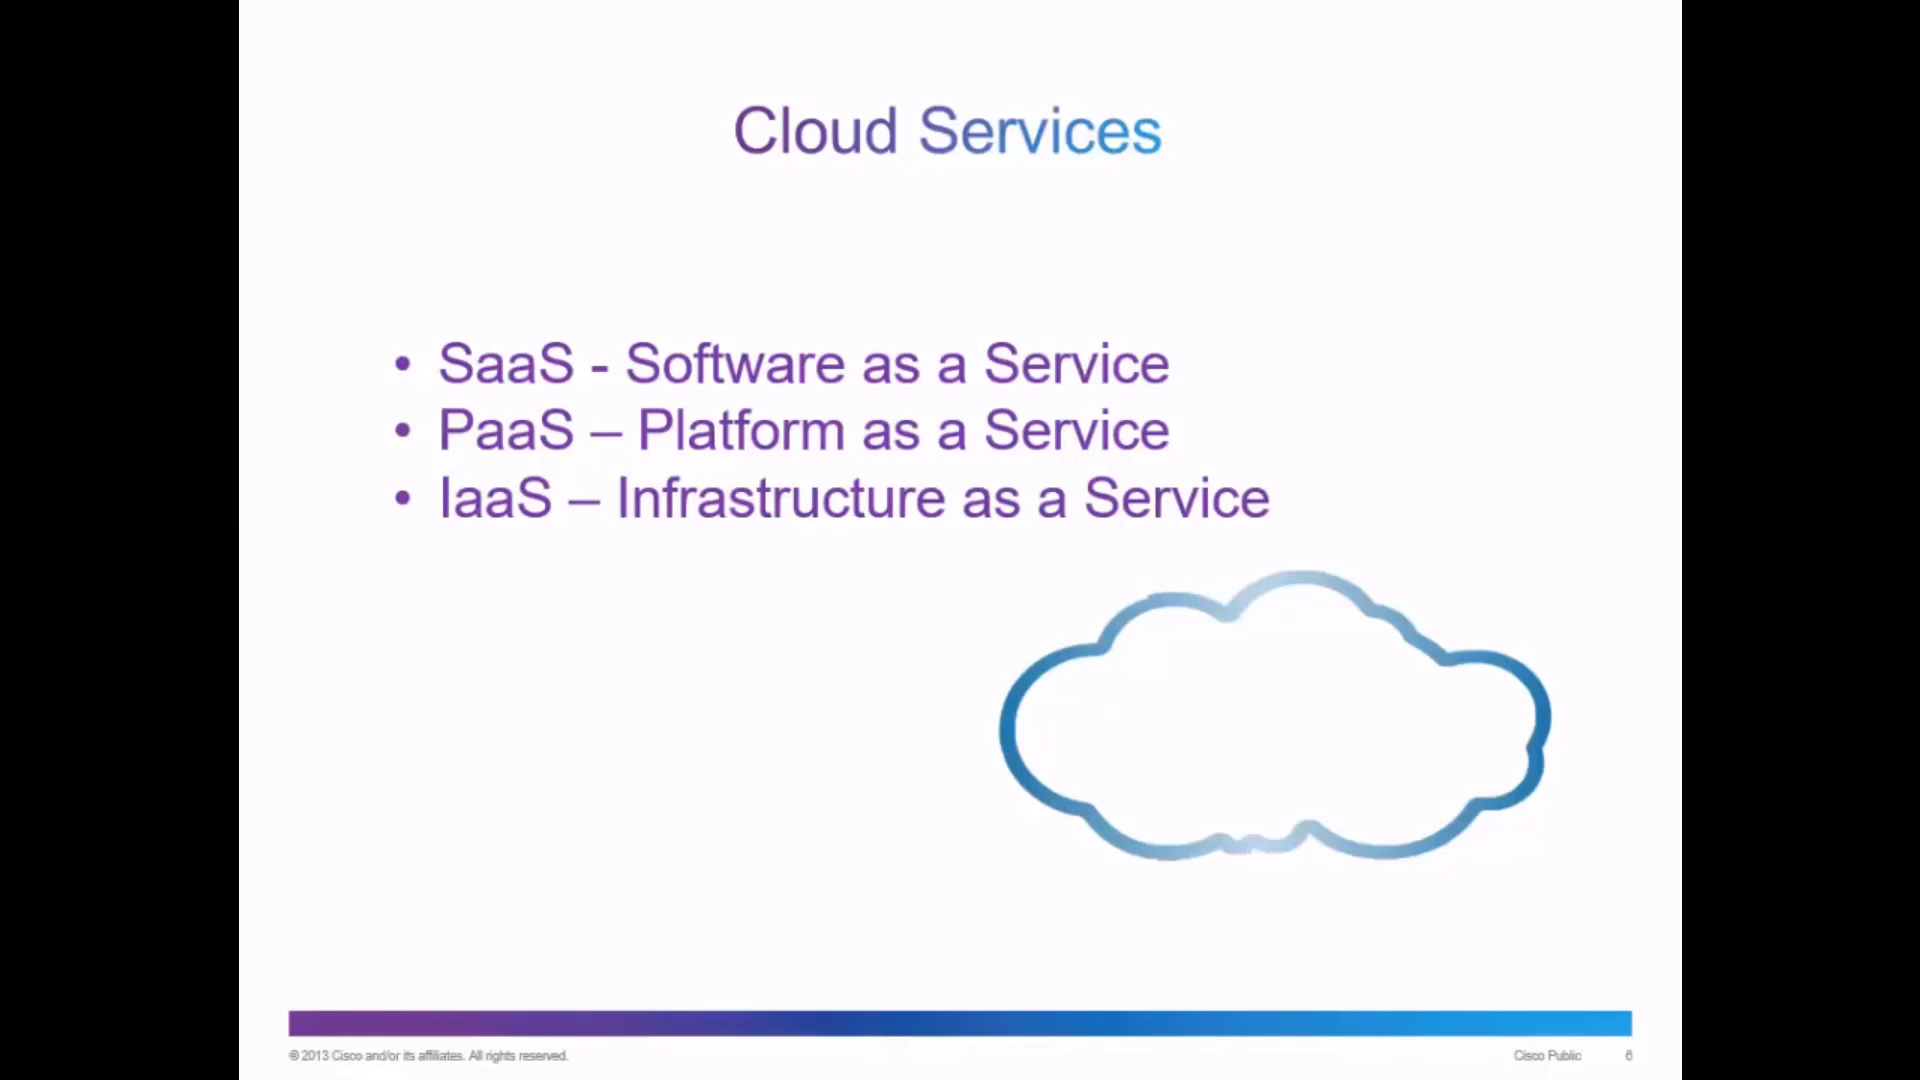 Cloud Services
• SaaS - Software as a Service
• PaaS – Platform as a Service
• IaaS – Infrastructure as a Service
© 2013 Cisco and/or its affiliates. All rights reserved.
Cisco Public 6